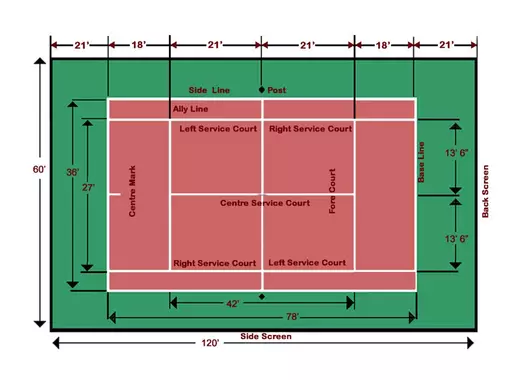 21' 18' 21' 21' 18' 21'
Side Line Post
Ally Line
Left Service Court Right Service Court
60'
36'
27'
Centre Mark
Centre Service Court
Fore Court
Base Line
13' 6"
13' 6"
Back Screen
Right Service Court Left Service Court
42'
78'
Side Screen
120'